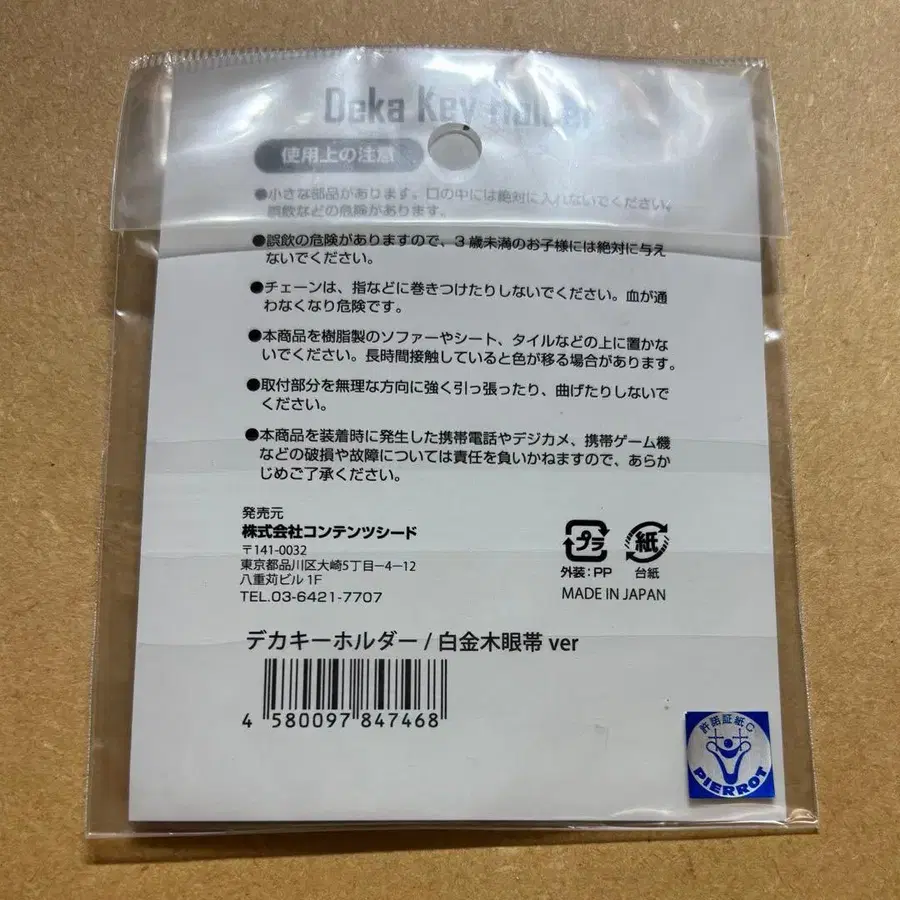 Deka Key Holder
使用上の注意
●小さな部品があります。口の中には絶対に入れないでください。
誤飲などの危険があります。
●誤飲の危険がありますので、3歳未満のお子様には絶対に与え
ないでください。
●チェーンは、指などに巻きつけたりしないでください。血が通
わなくなり危険です。
●本商品を樹脂製のソファーやシート、タイルなどの上に置かな
いでください。長時間接触していると色が移る場合があります。
●取付部分を無理な方向に強く引っ張ったり、曲げたりしないで
ください。
●本商品を装着時に発生した携帯電話やデジカメ、携帯ゲーム機
などの破損や故障については責任を負いかねますので、あらか
じめご了承ください。
発売元
株式会社コンテンツシード
〒141-0032
東京都品川区大崎5丁目−4−12
八重苅ビル 1F
TEL.03-6421-7707
プラ
紙
外装：PP
台紙
MADE IN JAPAN
デカキーホルダー / 白金木眼帯 ver
4 580097 847468
許諾証紙C
PIERROT